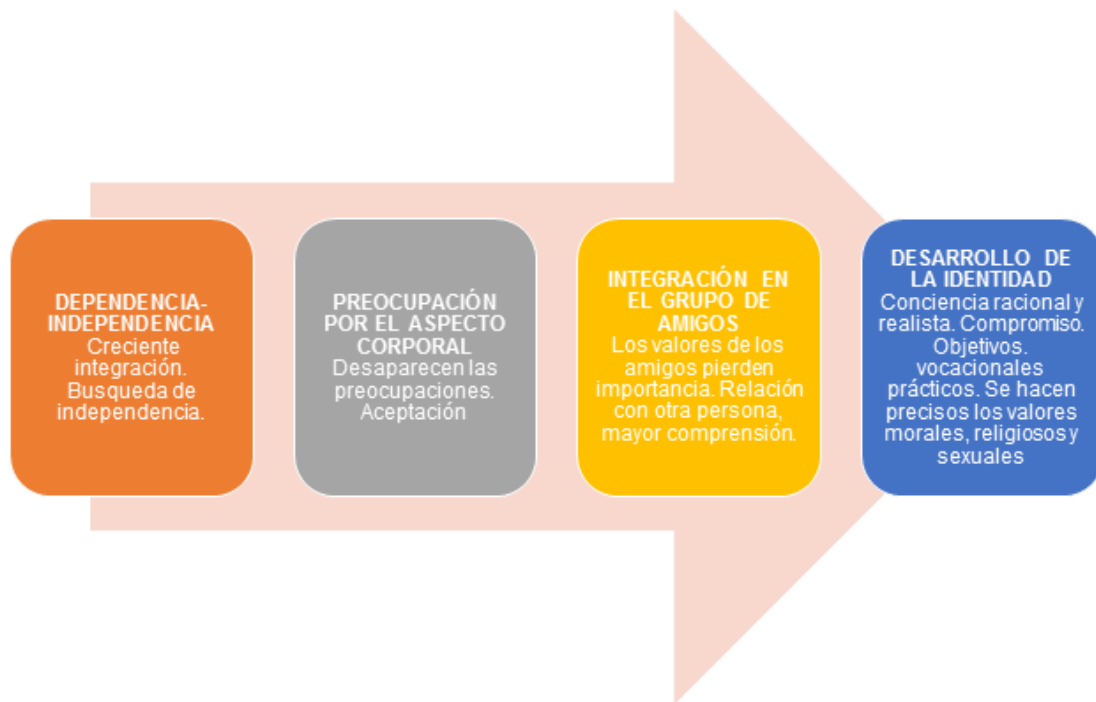 DEPENDENCIA-
INDEPENDENCIA
Creciente
integración.
Busqueda de
independencia.
PREOCUPACIÓN
POR EL ASPECTO
CORPORAL
Desaparecen las
preocupaciones.
Aceptación
INTEGRACIÓN EN
EL GRUPO DE
AMIGOS
Los valores de los
amigos pierden
importancia. Relación
con otra persona,
mayor comprensión.
DESARROLLO DE
LA IDENTIDAD
Conciencia racional y
realista. Compromiso.
Objetivos.
vocacionales
prácticos. Se hacen
precisos los valores
morales, religiosos y
sexuales